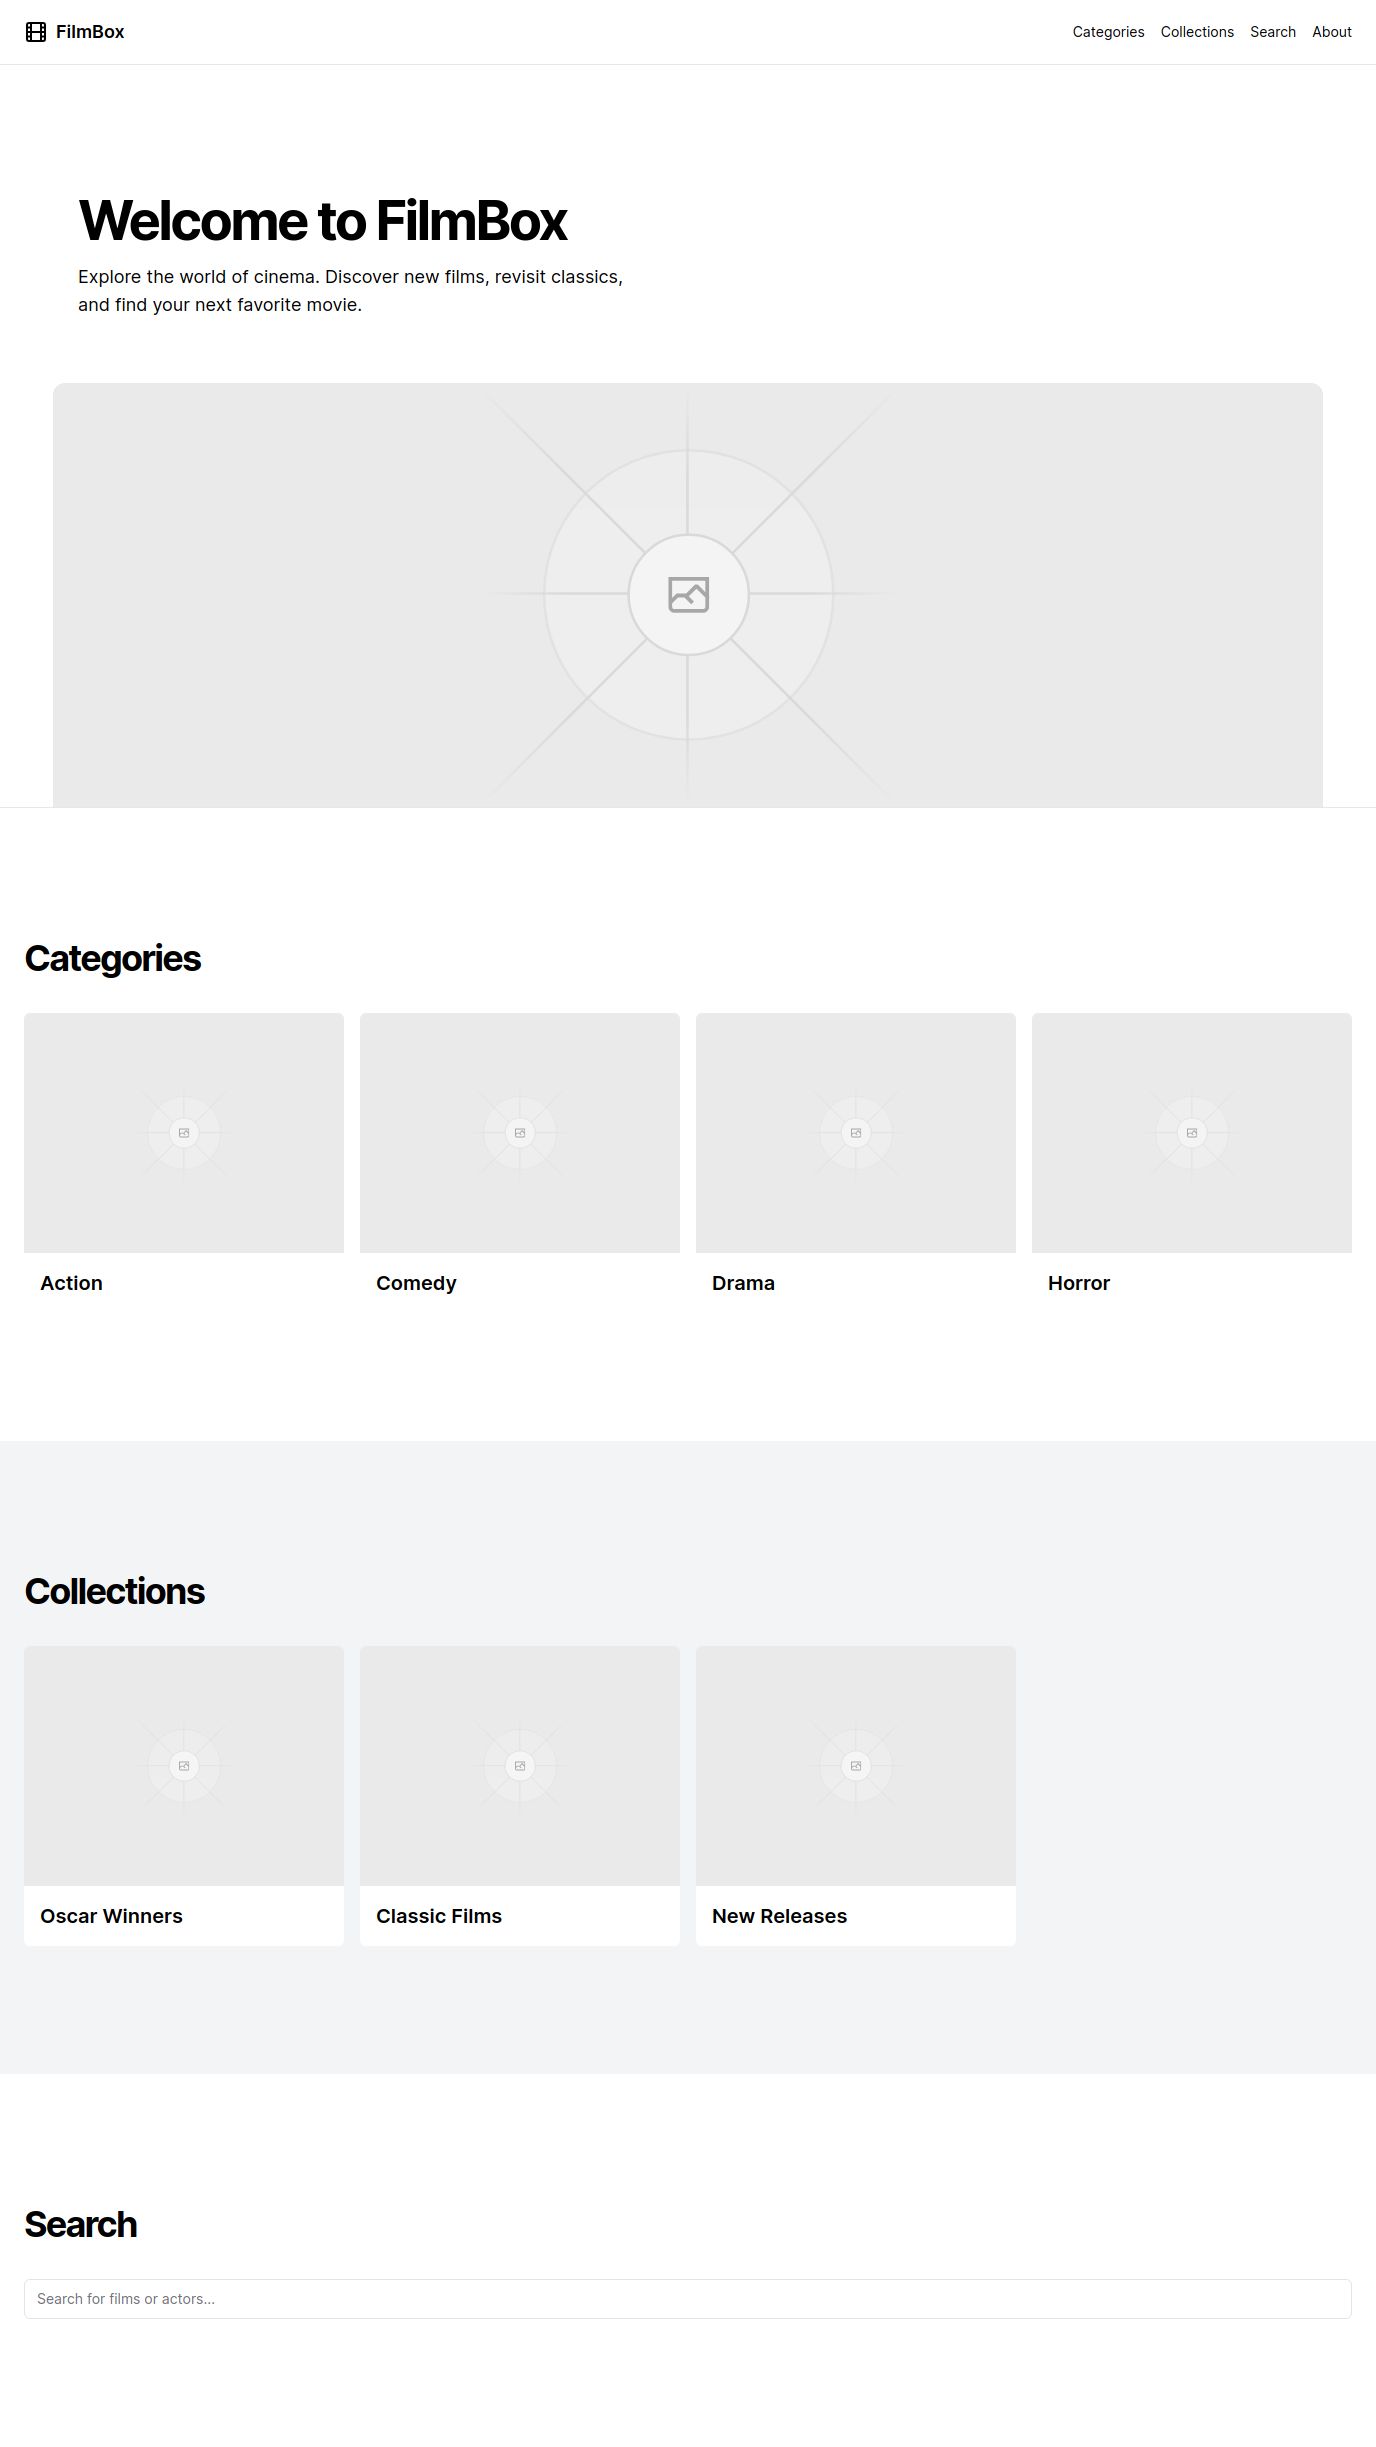 FilmBox
Categories
Collections
Search
About
Welcome to FilmBox
Explore the world of cinema. Discover new films, revisit classics,
and find your next favorite movie.
Categories
Action
Comedy
Drama
Horror
Collections
Oscar Winners
Classic Films
New Releases
Search
Search for films or actors...